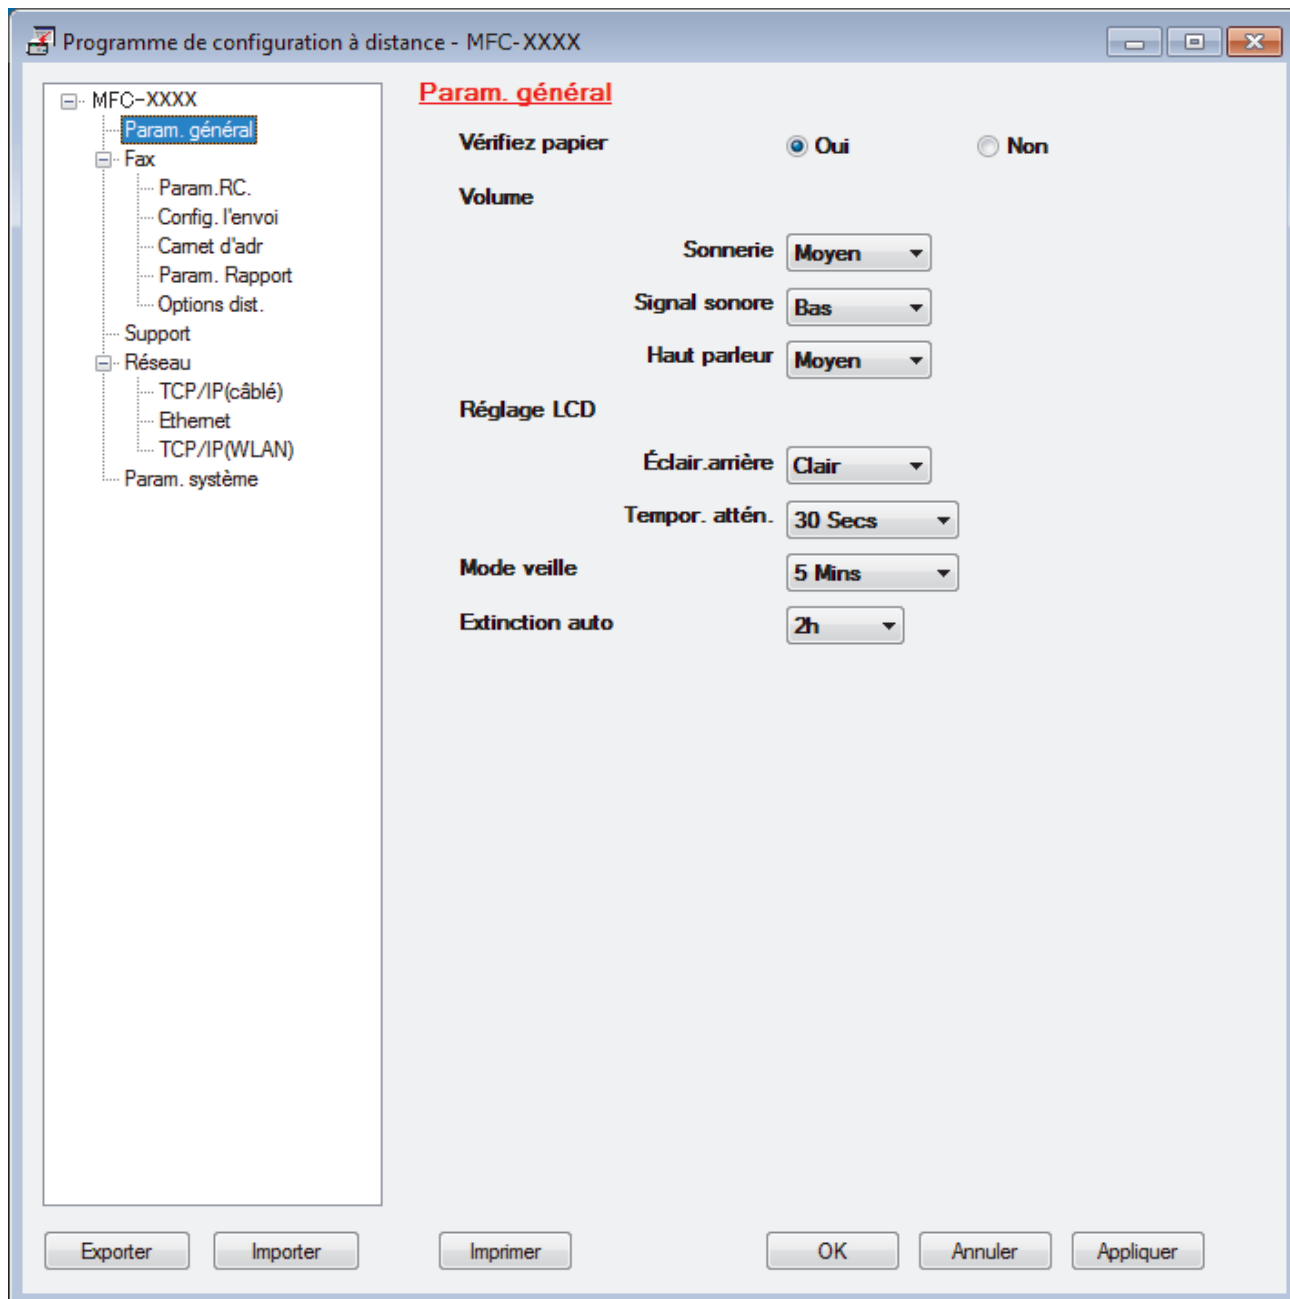 Programme de configuration à distance - MFC-XXXX
MFC-XXXX
Param. général
Fax
Param.RC.
Config. l'envoi
Carnet d'adr
Param. Rapport
Options dist.
Support
Réseau
TCP/IP(câblé)
Ethernet
TCP/IP(WLAN)
Param. système
Param. général
Vérifiez papier Oui Non
Volume
Sonnerie Moyen
Signal sonore Bas
Haut parleur Moyen
Réglage LCD
Éclair.arrière Clair
Tempor. attén. 30 Secs
Mode veille 5 Mins
Extinction auto 2h
Exporter Importer Imprimer OK Annuler Appliquer